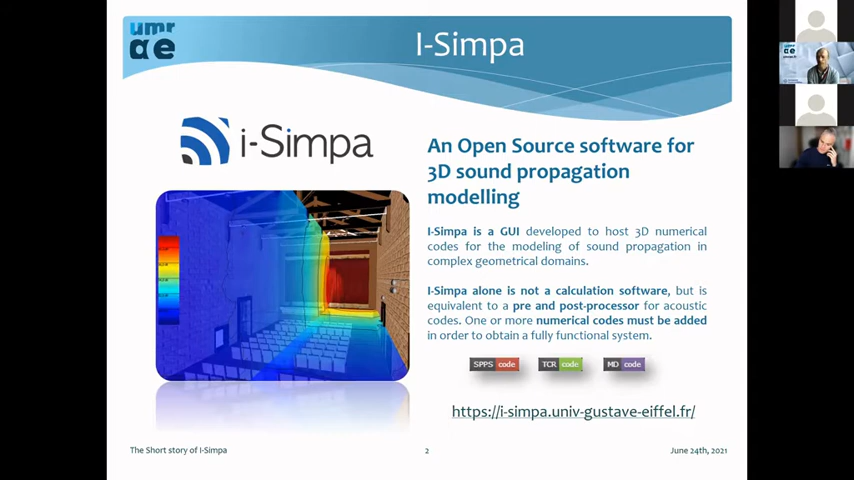 umr
ae
I-Simpa
i-Simpa
An Open Source software for
3D sound propagation
modelling
I-Simpa is a GUI developed to host 3D numerical
codes for the modeling of sound propagation in
complex geometrical domains.
I-Simpa alone is not a calculation software, but is
equivalent to a pre and post-processor for acoustic
codes. One or more numerical codes must be added
in order to obtain a fully functional system.
SPPS code TCR code MD code
https://i-simpa.univ-gustave-eiffel.fr/
The Short story of I-Simpa 2 June 24th, 2021
umr
ae